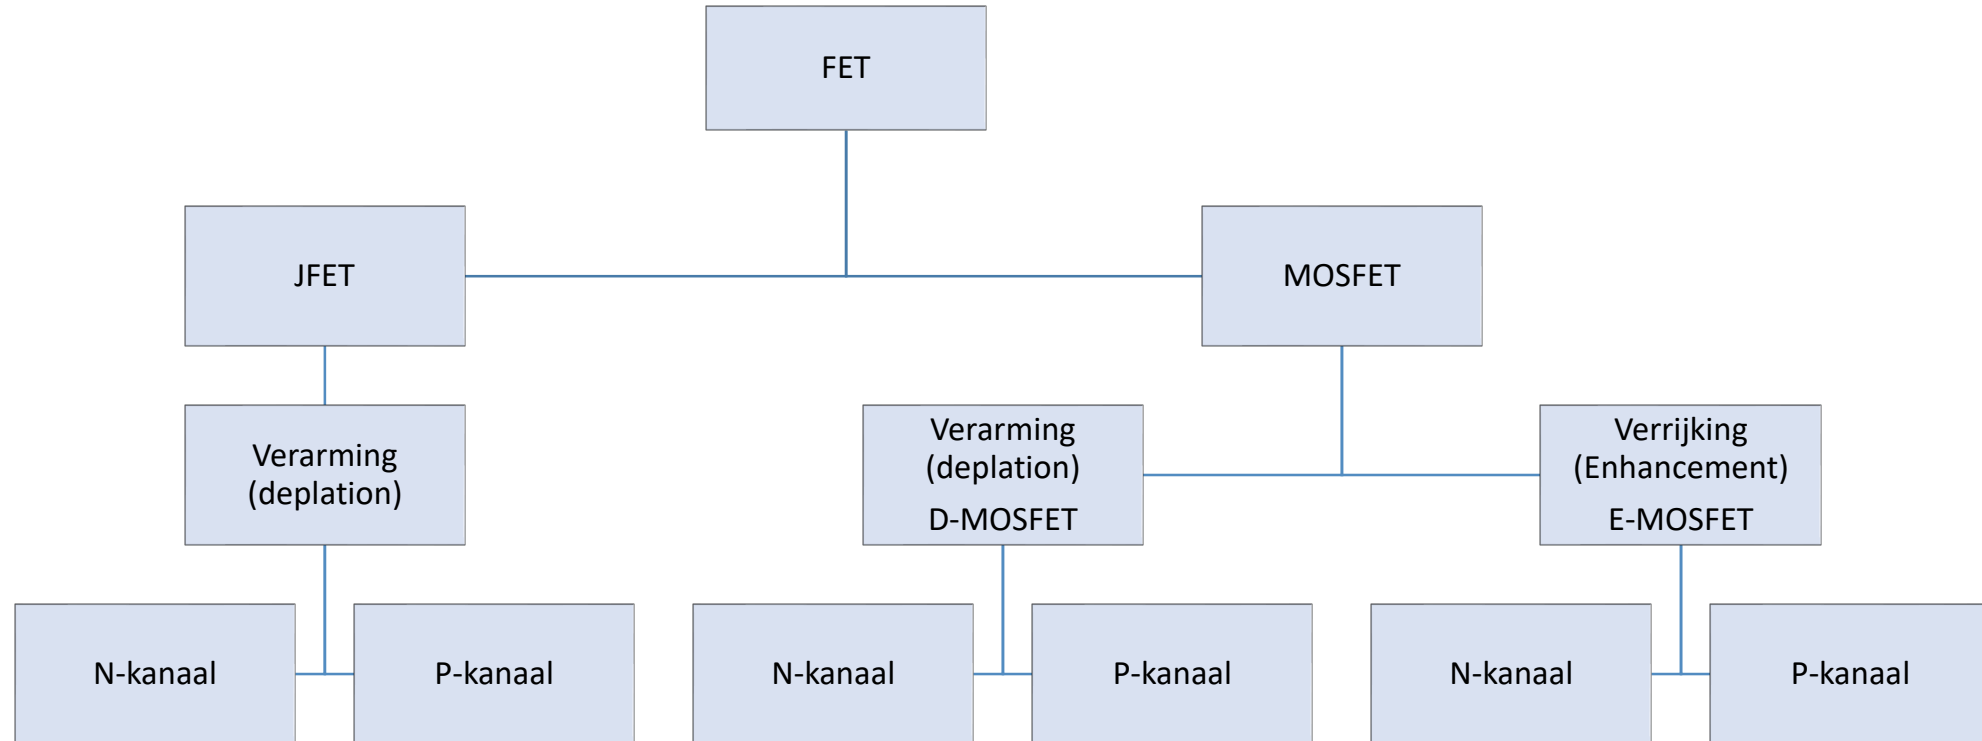 FET
JFET
MOSFET
Verarming
(deplation)
Verarming
(deplation)
D-MOSFET
Verrijking
(Enhancement)
E-MOSFET
N-kanaal
P-kanaal
N-kanaal
P-kanaal
N-kanaal
P-kanaal